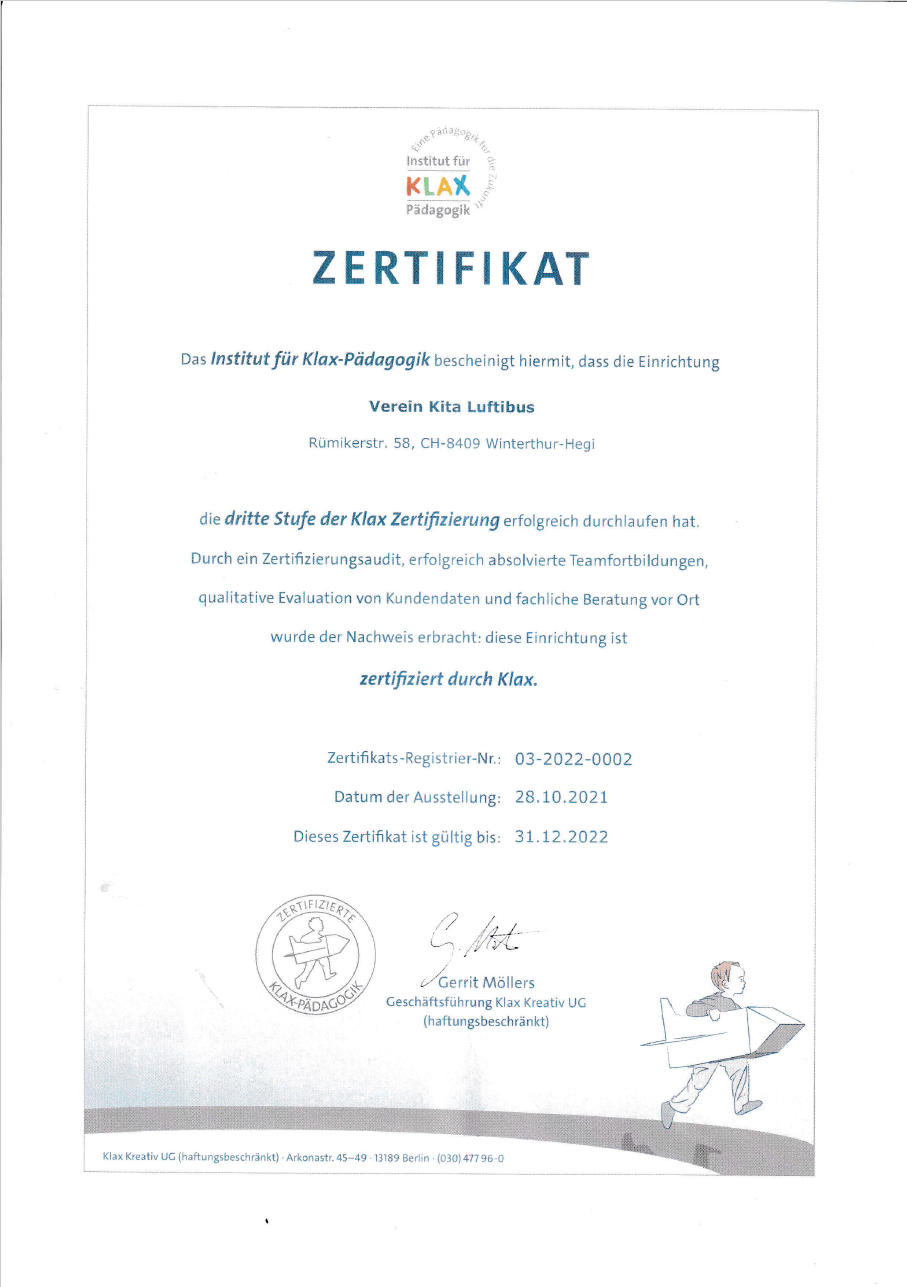 Eine Pädagogik für die Zukunft
Institut für
KLAX
Pädagogik
ZERTIFIKAT
Das Institut für Klax-Pädagogik bescheinigt hiermit, dass die Einrichtung
Verein Kita Luftibus
Rümikerstr. 58, CH-8409 Winterthur-Hegi
die dritte Stufe der Klax Zertifizierung erfolgreich durchlaufen hat.
Durch ein Zertifizierungsaudit, erfolgreich absolvierte Teamfortbildungen,
qualitative Evaluation von Kundendaten und fachliche Beratung vor Ort
wurde der Nachweis erbracht: diese Einrichtung ist
zertifiziert durch Klax.
Zertifikats-Registrier-Nr.: 03-2022-0002
Datum der Ausstellung: 28.10.2021
Dieses Zertifikat ist gültig bis: 31.12.2022
ZERTIFIZIERTE
KLAX-PÄDAGOGIK
Gerrit Möllers
Geschäftsführung Klax Kreativ UG
(haftungsbeschränkt)
Klax Kreativ UG (haftungsbeschränkt) · Arkonastr. 45–49 · 13189 Berlin · (030) 477 96-0